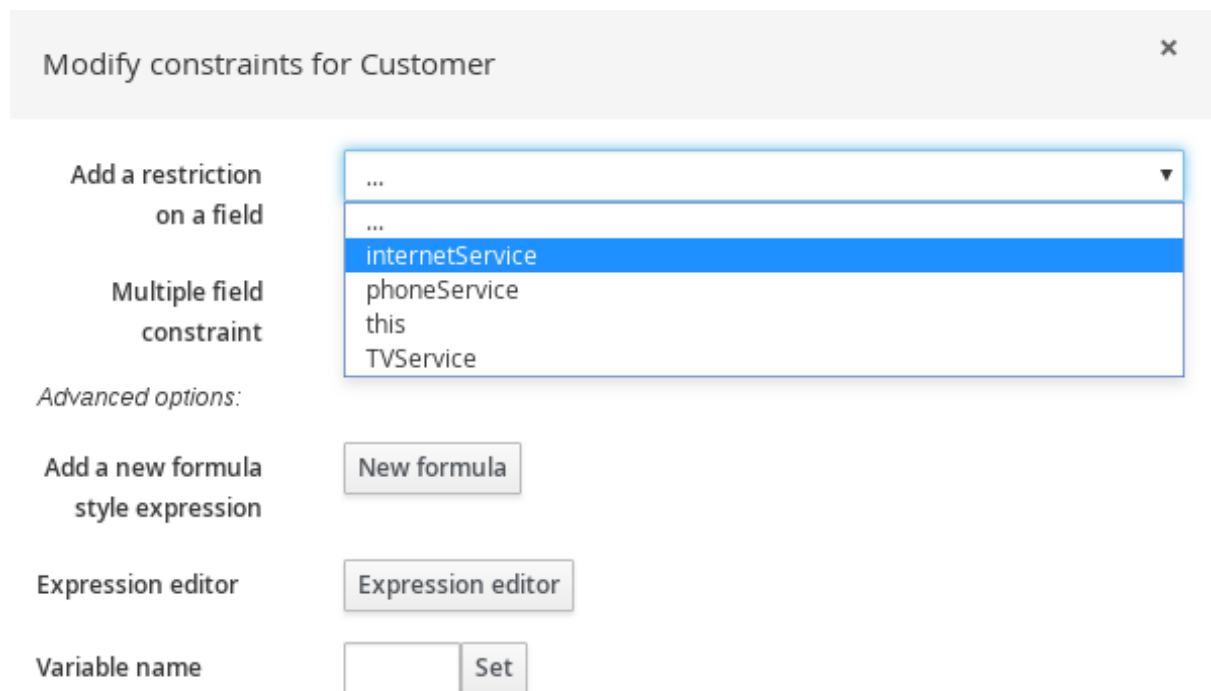 Modify constraints for Customer
×
Add a restriction
on a field
...
...
internetService
phoneService
this
TVService
Multiple field
constraint
Advanced options:
Add a new formula
style expression
New formula
Expression editor
Expression editor
Variable name
Set